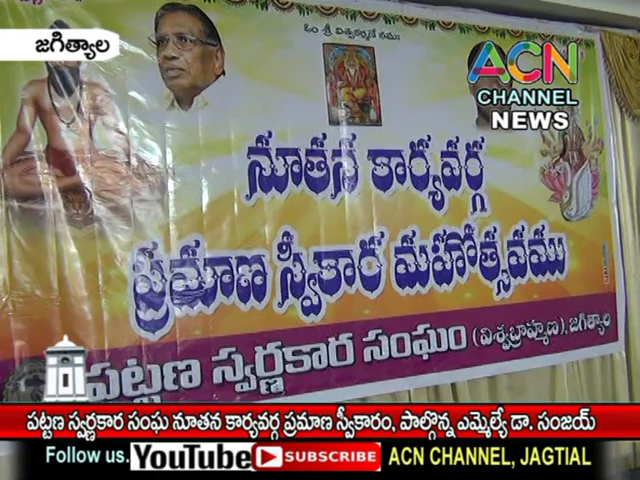 జగిత్యాల
ఓం శ్రీ విశ్వకర్మణే నమః
ACN
CHANNEL
NEWS
నూతన కార్యవర్గ
ప్రమాణ స్వీకార మహోత్సవము
పట్టణ స్వర్ణకార సంఘం (విశ్వబ్రాహ్మణ), జగిత్యాల
పట్టణ స్వర్ణకార సంఘ నూతన కార్యవర్గ ప్రమాణ స్వీకారం, పాల్గొన్న ఎమ్మెల్యే డా. సంజయ్
Follow us. YouTube SUBSCRIBE ACN CHANNEL, JAGTIAL